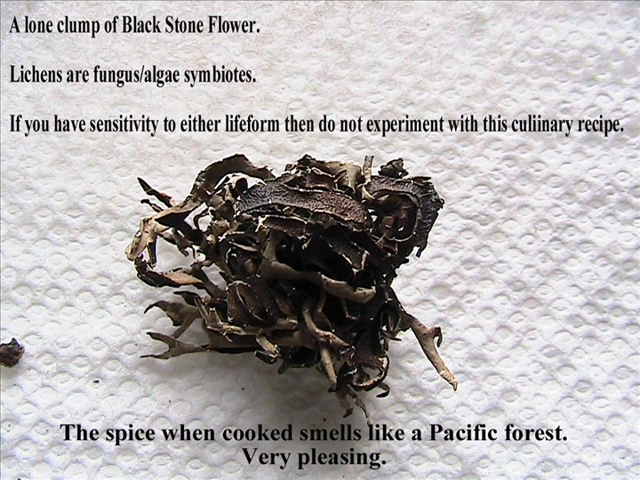 A lone clump of Black Stone Flower.
Lichens are fungus/algae symbiotes.
If you have sensitivity to either lifeform then do not experiment with this culiinary recipe.
The spice when cooked smells like a Pacific forest.
Very pleasing.